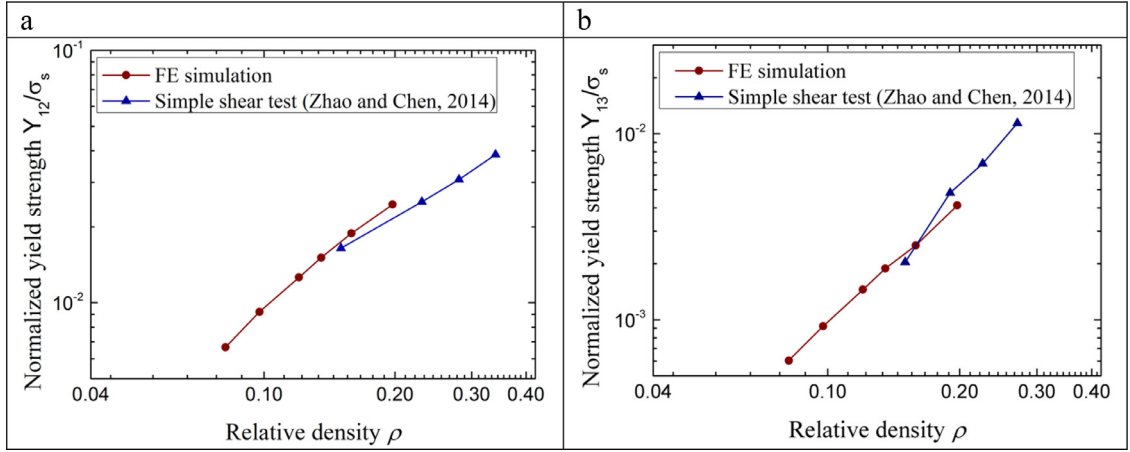 a
10⁻¹
FE simulation
Simple shear test (Zhao and Chen, 2014)
10⁻²
Normalized yield strength Y₁₂/σₛ
0.04
0.10
0.20
0.30
0.40
Relative density ρ
b
FE simulation
Simple shear test (Zhao and Chen, 2014)
10⁻²
10⁻³
Normalized yield strength Y₁₃/σₛ
0.04
0.10
0.20
0.30
0.40
Relative density ρ